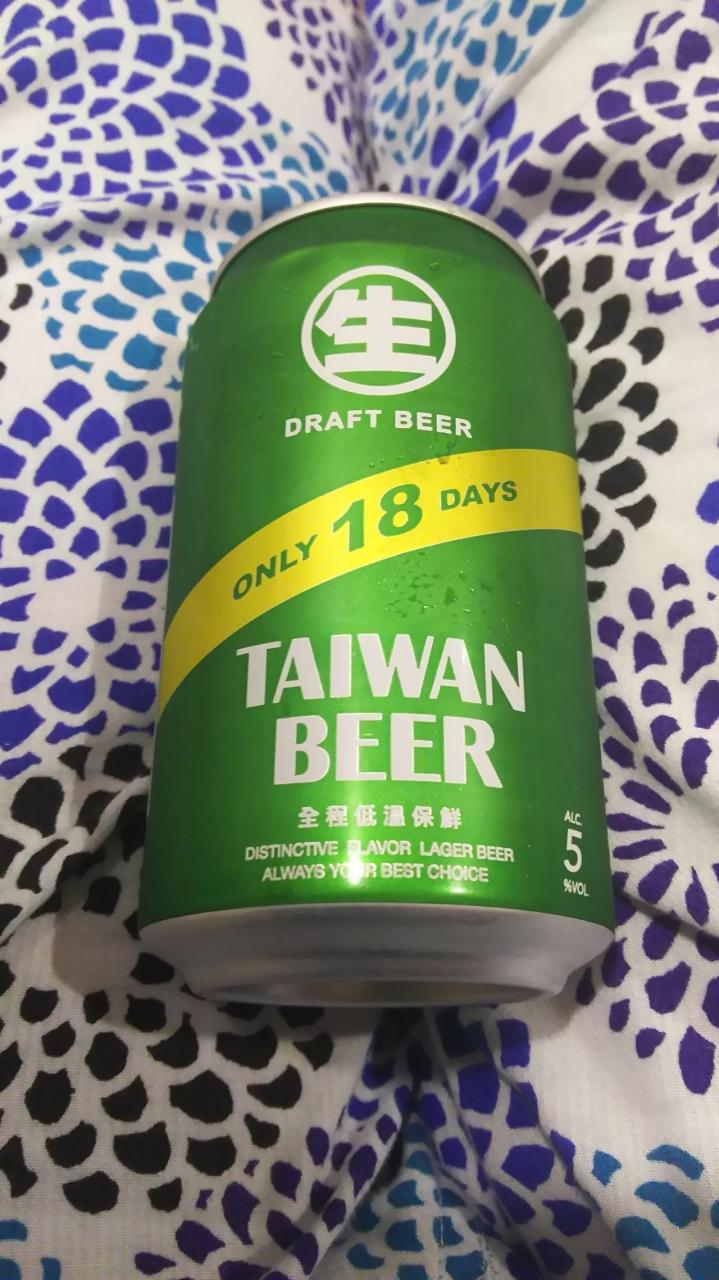 生
DRAFT BEER
ONLY 18 DAYS
TAIWAN
BEER
全程低溫保鮮
DISTINCTIVE FLAVOR LAGER BEER
ALWAYS YOUR BEST CHOICE
ALC.
5
%VOL.